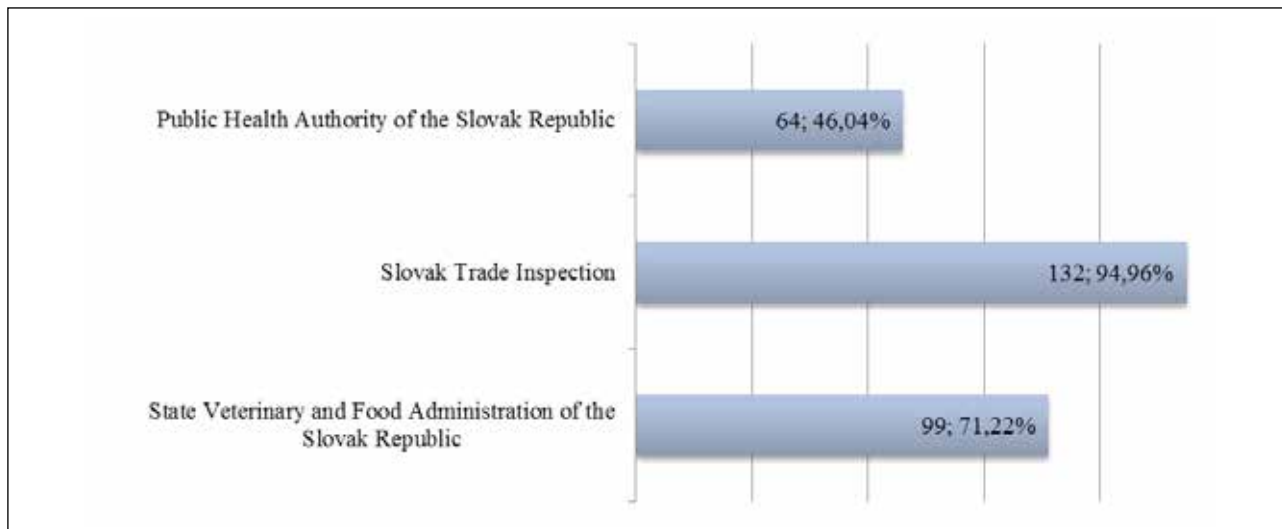 Public Health Authority of the Slovak Republic
64; 46,04%
Slovak Trade Inspection
132; 94,96%
State Veterinary and Food Administration of the
Slovak Republic
99; 71,22%